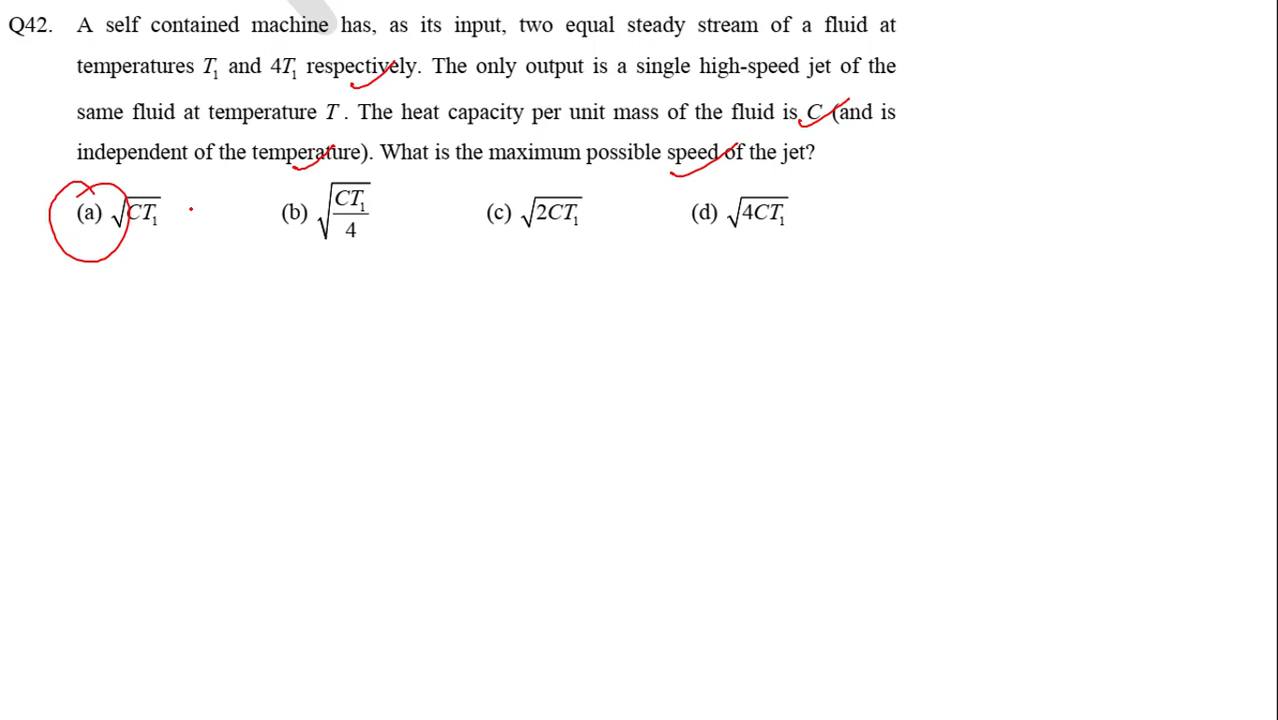 Q42. A self contained machine has, as its input, two equal steady stream of a fluid at
temperatures T₁ and 4T₁ respectively. The only output is a single high-speed jet of the
same fluid at temperature T . The heat capacity per unit mass of the fluid is C (and is
independent of the temperature). What is the maximum possible speed of the jet?
(a) √CT₁ (b) √(CT₁/4) (c) √2CT₁ (d) √4CT₁